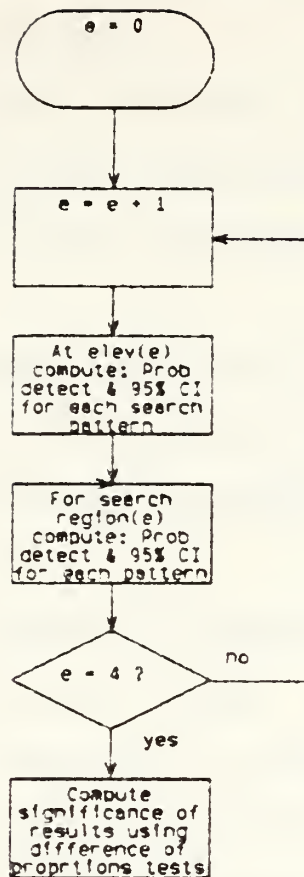 e = 0
e = e + 1
At elev(e)
compute: Prob
detect & 95% CI
for each search
pattern
For search
region(e)
compute: Prob
detect & 95% CI
for each pattern
e = 4 ?
no
yes
Compute
significance of
results using
difference of
proprtions tests